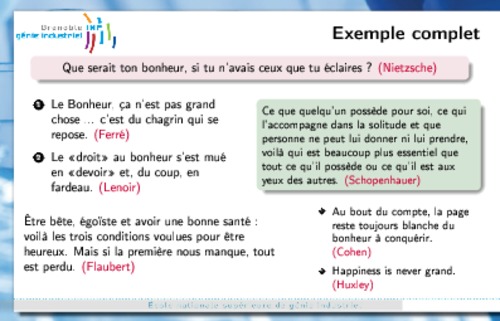 Grenoble INP
génie industriel
Exemple complet
Que serait ton bonheur, si tu n'avais ceux que tu éclaires ? (Nietzsche)
1 Le Bonheur, ça n'est pas grand
chose ... c'est du chagrin qui se
repose. (Ferré)
2 Le «droit» au bonheur s'est mué
en «devoir» et, du coup, en
fardeau. (Lenoir)
Ce que quelqu'un possède pour soi, ce qui
l'accompagne dans la solitude et que
personne ne peut lui donner ni lui prendre,
voilà qui est beaucoup plus essentiel que
tout ce qu'il possède ou ce qu'il est aux
yeux des autres. (Schopenhauer)
Être bête, égoïste et avoir une bonne santé :
voilà les trois conditions voulues pour être
heureux. Mais si la première nous manque, tout
est perdu. (Flaubert)
Au bout du compte, la page
reste toujours blanche du
bonheur à conquérir.
(Cohen)
Happiness is never grand.
(Huxley)
École nationale supérieure de génie industriel